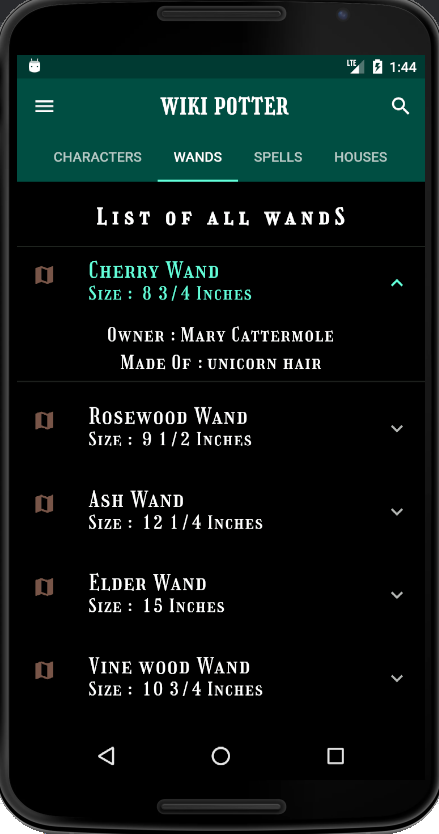 LTE 1:44
WIKI POTTER
CHARACTERS WANDS SPELLS HOUSES
List of all wandS
Cherry Wand
Size : 8 3/4 Inches
Owner : Mary Cattermole
Made Of : unicorn hair
Rosewood Wand
Size : 9 1/2 Inches
Ash Wand
Size : 12 1/4 Inches
Elder Wand
Size : 15 Inches
Vine wood Wand
Size : 10 3/4 Inches